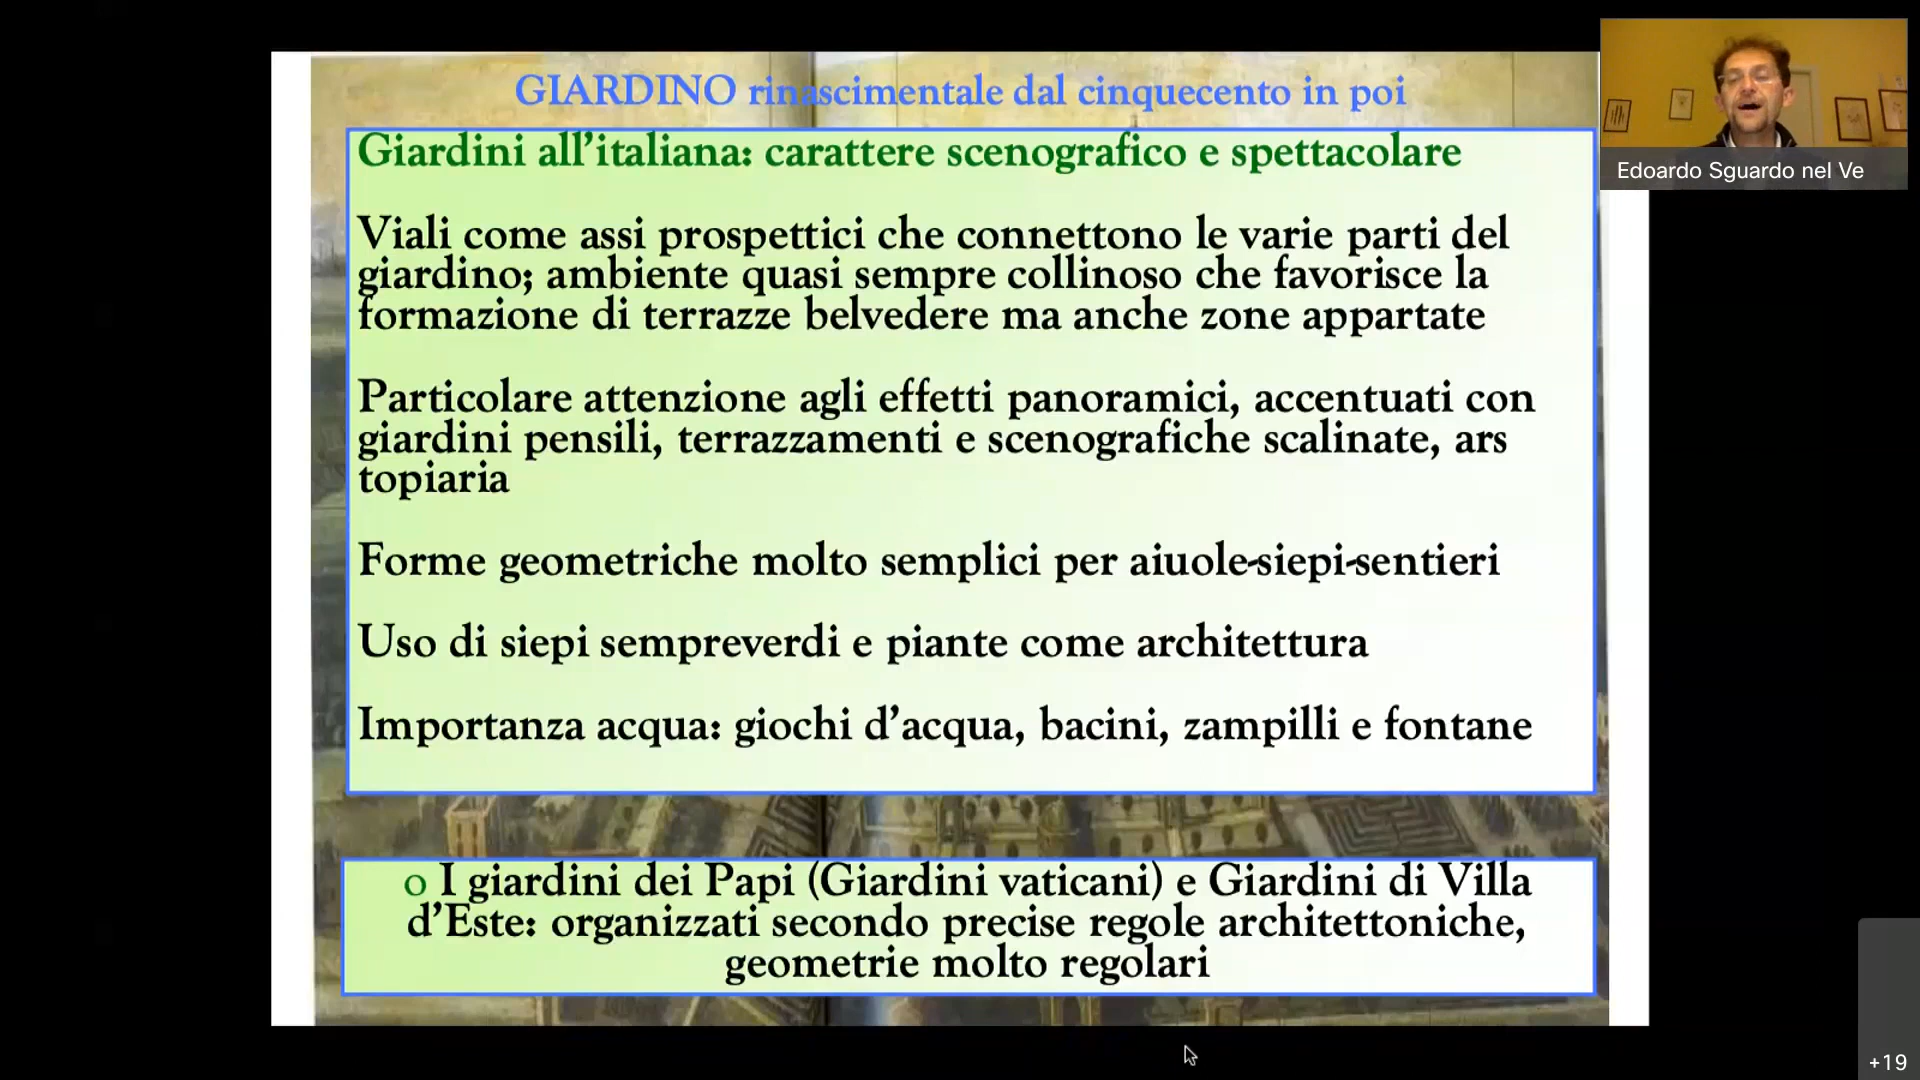 GIARDINO rinascimentale dal cinquecento in poi
Giardini all'italiana: carattere scenografico e spettacolare
Viali come assi prospettici che connettono le varie parti del
giardino; ambiente quasi sempre collinoso che favorisce la
formazione di terrazze belvedere ma anche zone appartate
Particolare attenzione agli effetti panoramici, accentuati con
giardini pensili, terrazzamenti e scenografiche scalinate, ars
topiaria
Forme geometriche molto semplici per aiuole-siepi-sentieri
Uso di siepi sempreverdi e piante come architettura
Importanza acqua: giochi d'acqua, bacini, zampilli e fontane
o I giardini dei Papi (Giardini vaticani) e Giardini di Villa
d'Este: organizzati secondo precise regole architettoniche,
geometrie molto regolari
Edoardo Sguardo nel Ve
+19